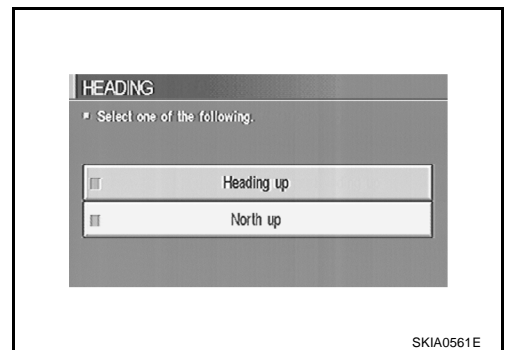 HEADING
Select one of the following.
Heading up
North up
SKIA0561E